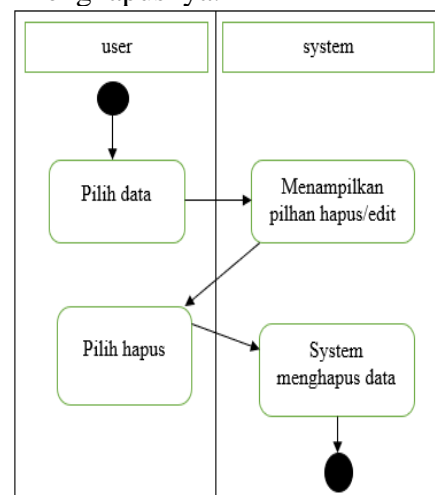 user
system
Pilih data
Menampilkan
pilhan hapus/edit
Pilih hapus
System
menghapus data